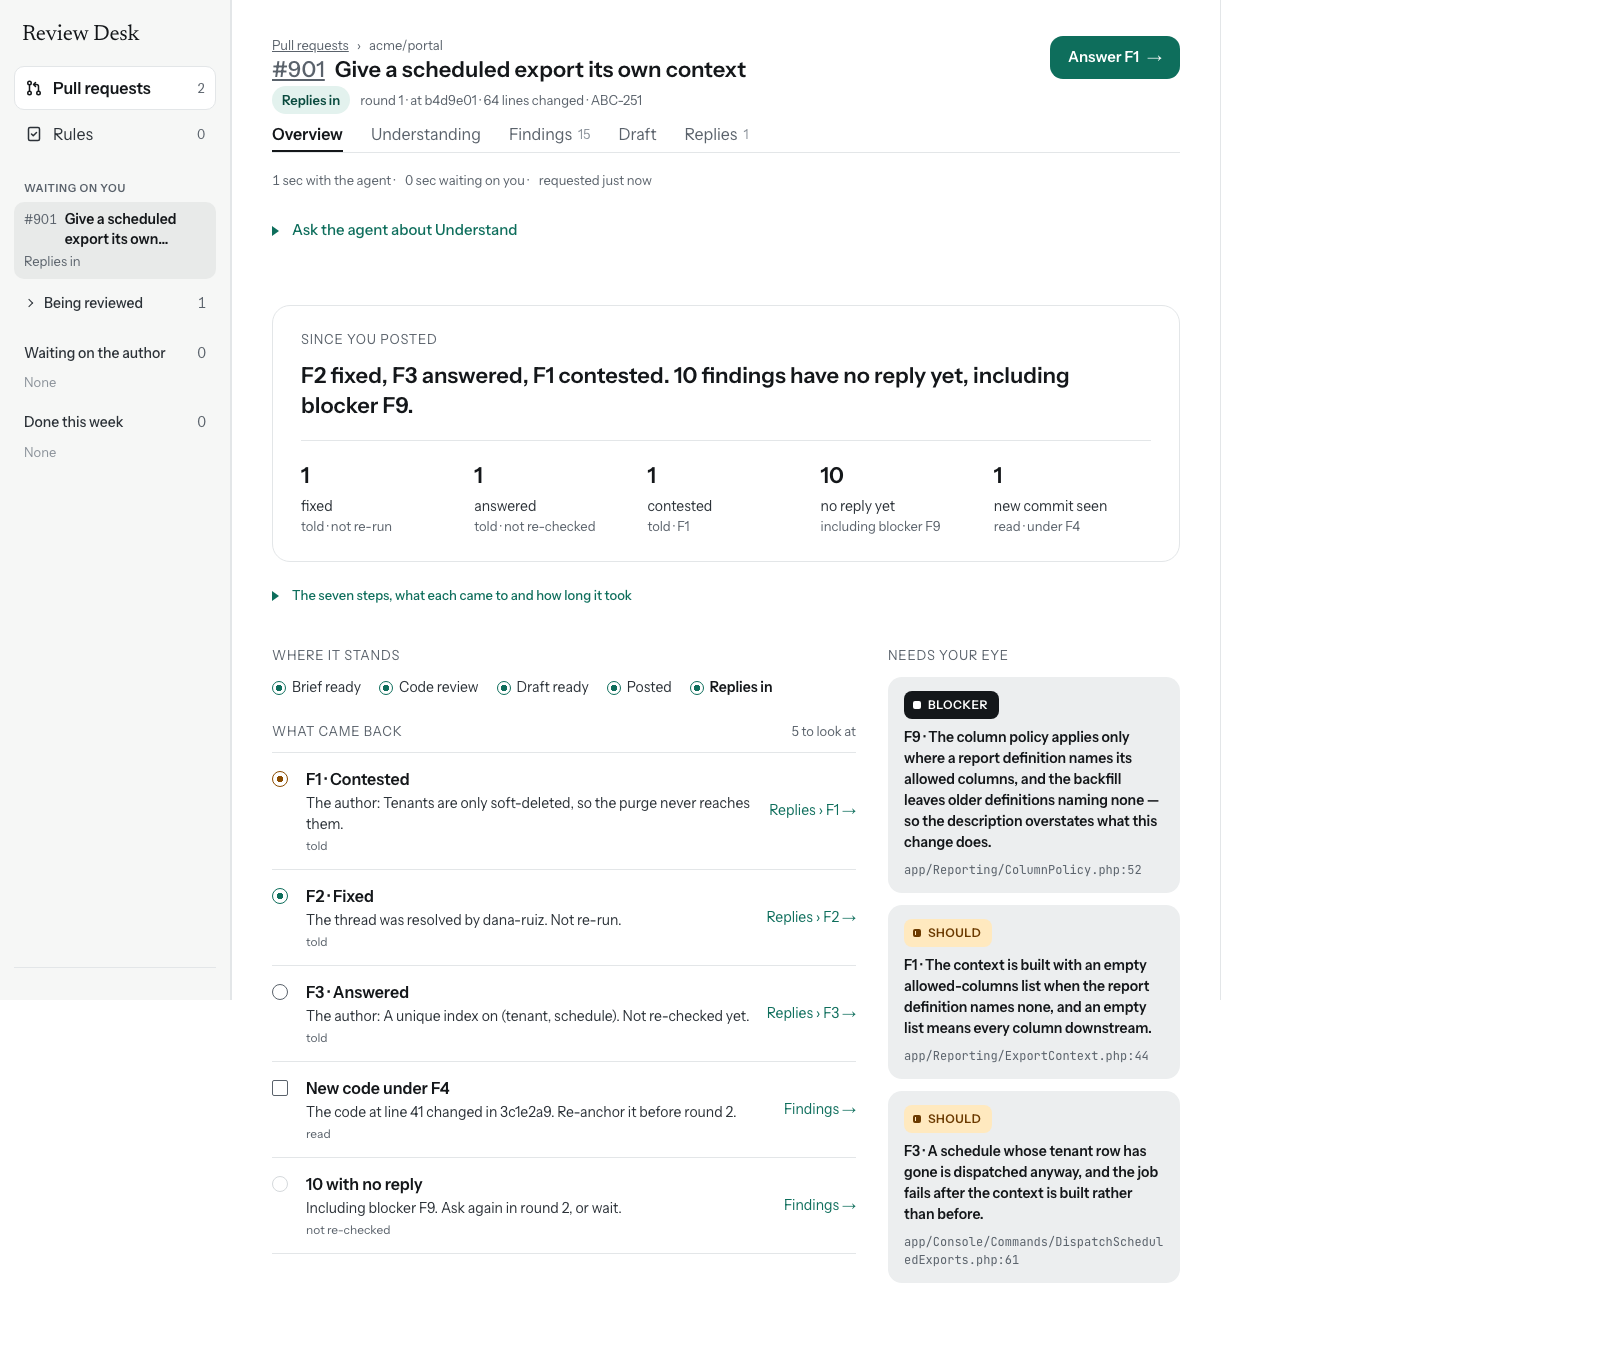 Review Desk
Pull requests 2
Rules 0
WAITING ON YOU
#901 Give a scheduled
export its own...
Replies in
Being reviewed 1
Waiting on the author 0
None
Done this week 0
None
Pull requests › acme/portal
#901 Give a scheduled export its own context
Answer F1 →
Replies in round 1 · at b4d9e01 · 64 lines changed · ABC-251
Overview Understanding Findings 15 Draft Replies 1
1 sec with the agent · 0 sec waiting on you · requested just now
Ask the agent about Understand
SINCE YOU POSTED
F2 fixed, F3 answered, F1 contested. 10 findings have no reply yet, including
blocker F9.
1 1 1 10 1
fixed answered contested no reply yet new commit seen
told · not re-run told · not re-checked told · F1 including blocker F9 read · under F4
The seven steps, what each came to and how long it took
WHERE IT STANDS
Brief ready Code review Draft ready Posted Replies in
WHAT CAME BACK 5 to look at
F1 · Contested
The author: Tenants are only soft-deleted, so the purge never reaches
them.
told
Replies › F1 →
F2 · Fixed
The thread was resolved by dana-ruiz. Not re-run.
told
Replies › F2 →
F3 · Answered
The author: A unique index on (tenant, schedule). Not re-checked yet.
told
Replies › F3 →
New code under F4
The code at line 41 changed in 3c1e2a9. Re-anchor it before round 2.
read
Findings →
10 with no reply
Including blocker F9. Ask again in round 2, or wait.
not re-checked
Findings →
NEEDS YOUR EYE
BLOCKER
F9 · The column policy applies only
where a report definition names its
allowed columns, and the backfill
leaves older definitions naming none —
so the description overstates what this
change does.
app/Reporting/ColumnPolicy.php:52
SHOULD
F1 · The context is built with an empty
allowed-columns list when the report
definition names none, and an empty
list means every column downstream.
app/Reporting/ExportContext.php:44
SHOULD
F3 · A schedule whose tenant row has
gone is dispatched anyway, and the job
fails after the context is built rather
than before.
app/Console/Commands/DispatchSchedul
edExports.php:61